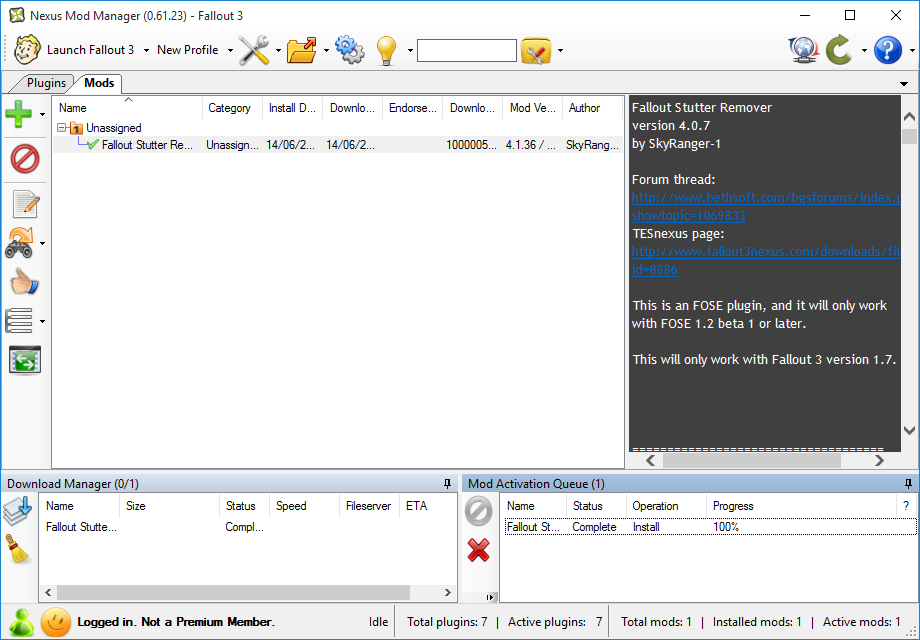 Nexus Mod Manager (0.61.23) - Fallout 3
Launch Fallout 3 New Profile
Plugins Mods
Name Category Install D... Downlo... Endorse... Downlo... Mod Ve... Author
Unassigned
Fallout Stutter Re... Unassign... 14/06/2... 14/06/2... 1000005... 4.1.36 / ... SkyRang...
Fallout Stutter Remover
version 4.0.7
by SkyRanger-1
Forum thread:
http://www.bethsoft.com/bgsforums/index.p
showtopic=1069833
TESnexus page:
http://www.fallout3nexus.com/downloads/fil
id=8886
This is an FOSE plugin, and it will only work
with FOSE 1.2 beta 1 or later.
This will only work with Fallout 3 version 1.7.
Download Manager (0/1)
Name Size Status Speed Fileserver ETA
Fallout Stutte... Compl...
Mod Activation Queue (1)
Name Status Operation Progress ?
Fallout St... Complete Install 100%
Logged in. Not a Premium Member.
Idle
Total plugins: 7 | Active plugins: 7
Total mods: 1 | Installed mods: 1 | Active mods: 1